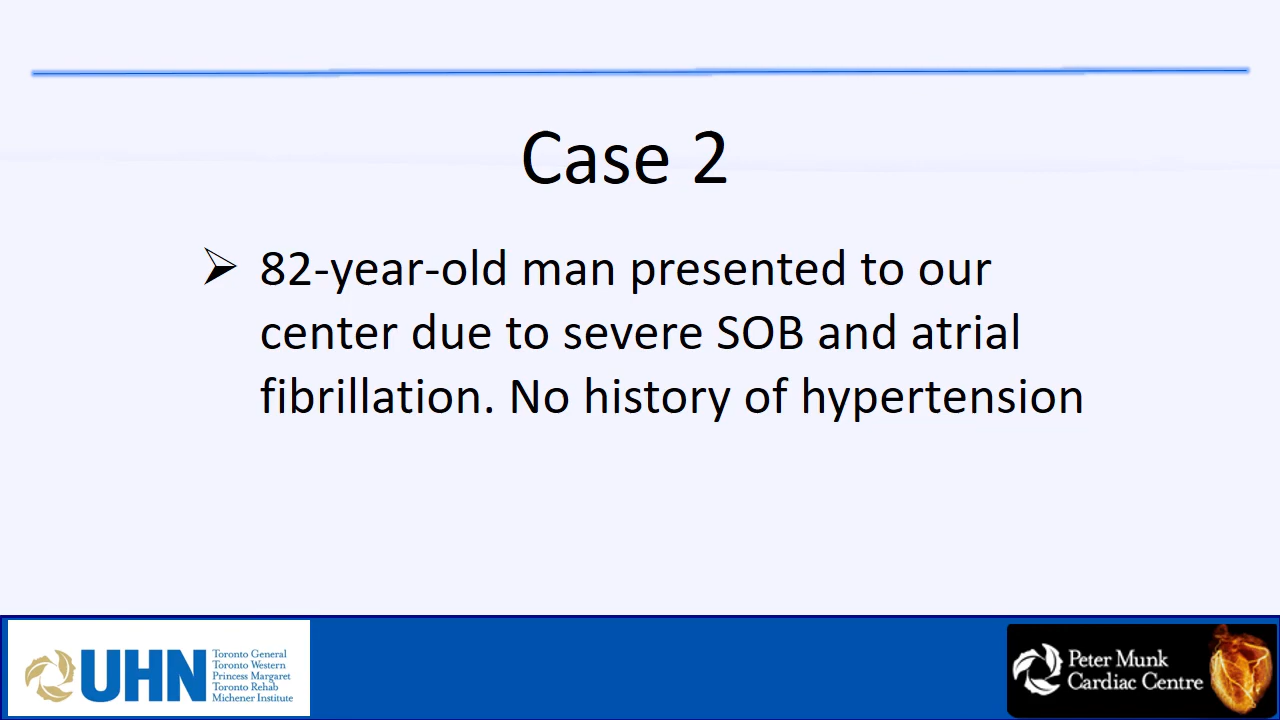 Case 2
➢ 82-year-old man presented to our
center due to severe SOB and atrial
fibrillation. No history of hypertension
UHN
Toronto General
Toronto Western
Princess Margaret
Toronto Rehab
Michener Institute
Peter Munk
Cardiac Centre